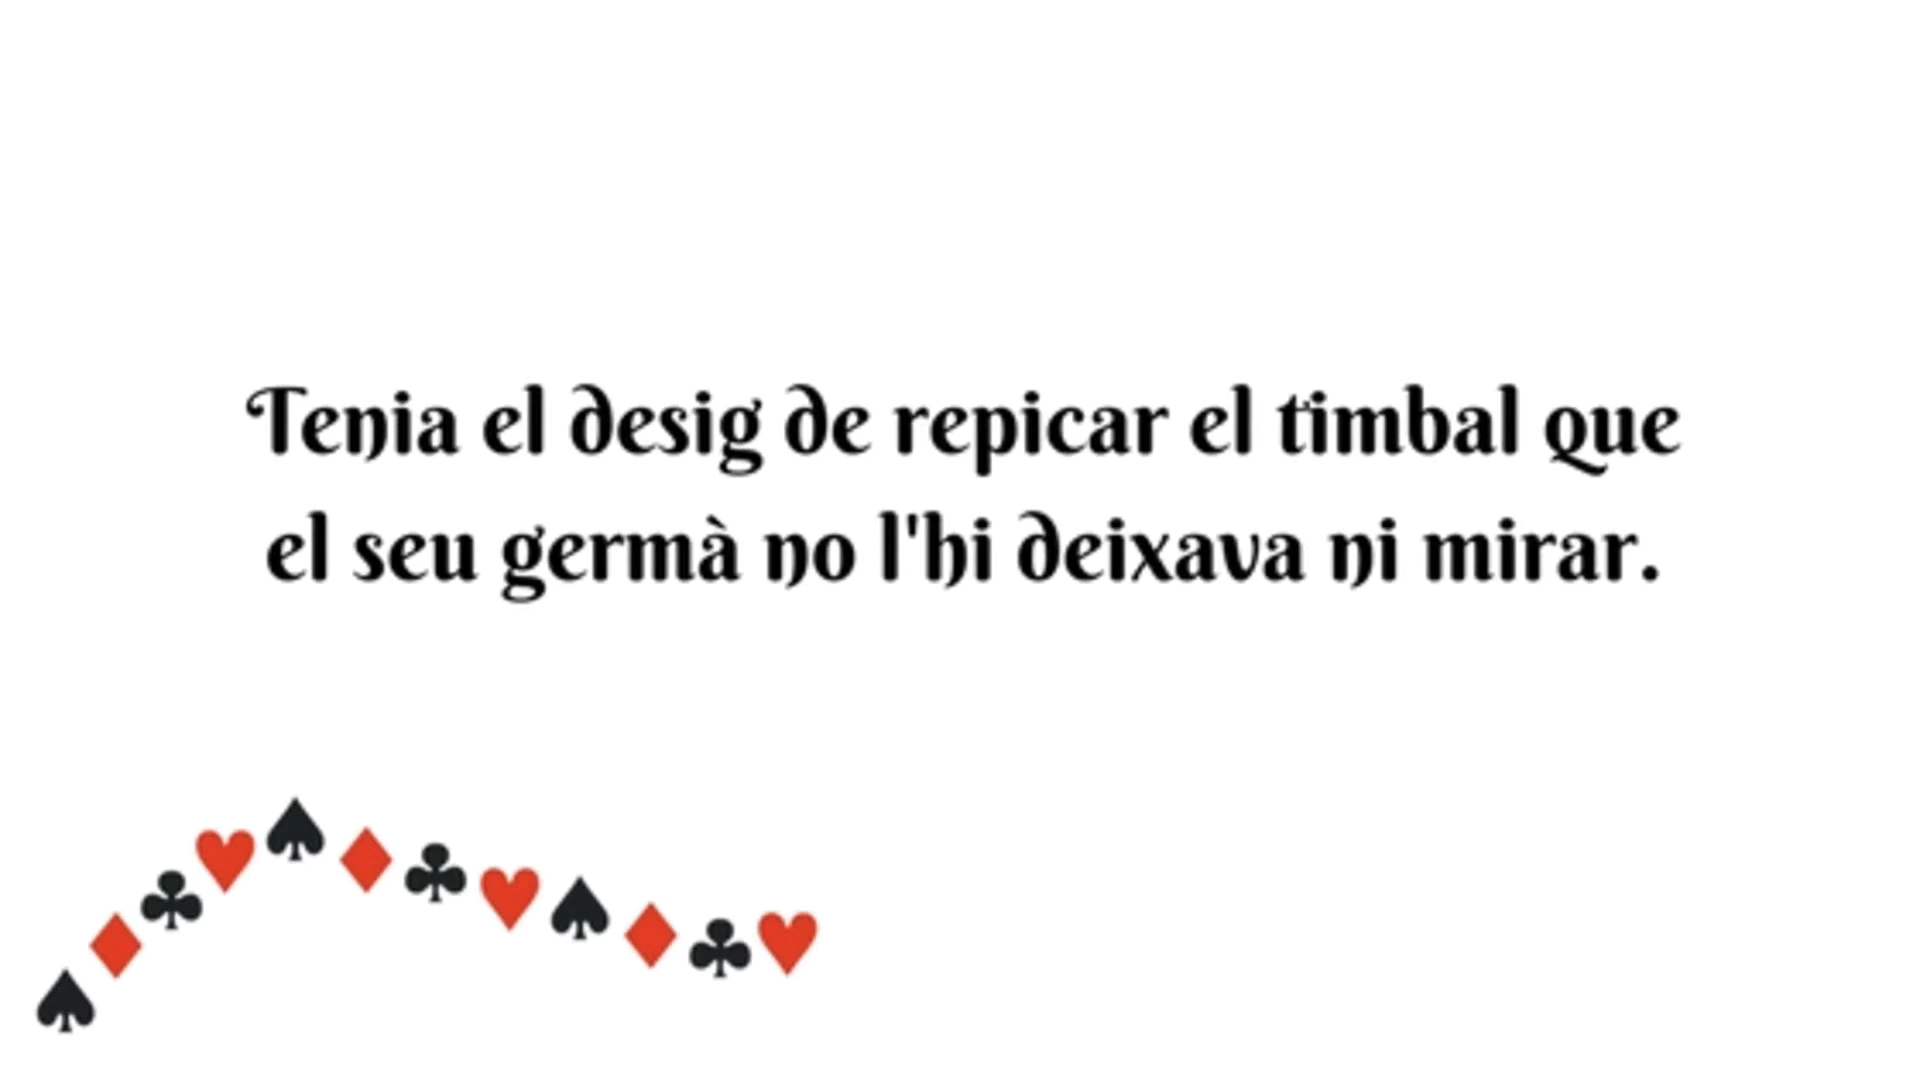 Tenia el desig de repicar el timbal que
el seu germà no l'hi deixava ni mirar.